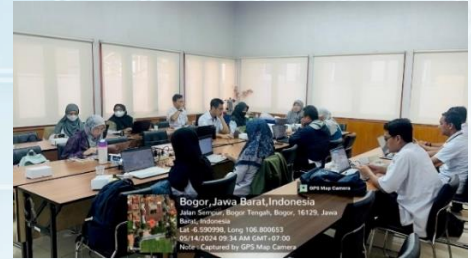 GPS Map Camera
Bogor, Jawa Barat, Indonesia
Jalan Sempur, Bogor Tengah, Bogor, 16129, Jawa
Barat, Indonesia
Lat -6.590998, Long 106.800653
05/14/2024 09:34 AM GMT+07:00
Note : Captured by GPS Map Camera